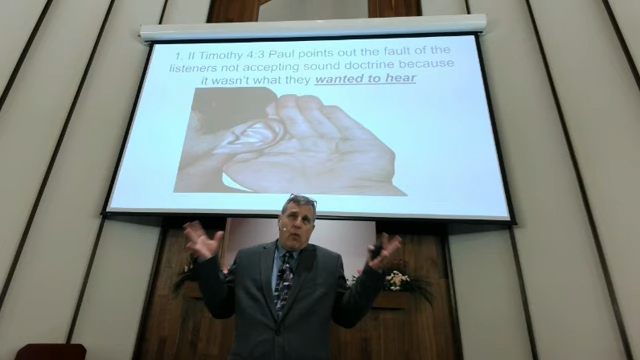 1. II Timothy 4:3 Paul points out the fault of the
listeners not accepting sound doctrine because
it wasn't what they wanted to hear